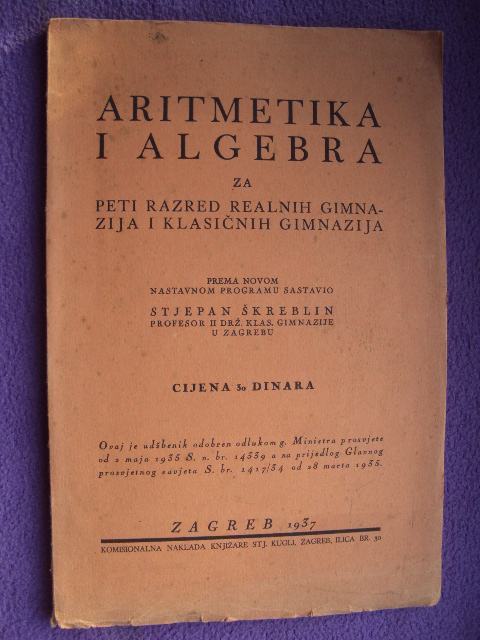 ARITMETIKA
I ALGEBRA
ZA
PETI RAZRED REALNIH GIMNA-
ZIJA I KLASIČNIH GIMNAZIJA
PREMA NOVOM
NASTAVNOM PROGRAMU SASTAVIO
STJEPAN ŠKREBLIN
PROFESOR II DRŽ. KLAS. GIMNAZIJE
U ZAGREBU
CIJENA 30 DINARA
Ovaj je udžbenik odobren odlukom g. Ministra prosvjete
od 2 maja 1935 S. n. br. 14539 a na prijedlog Glavnog
prosvjetnog savjeta S. br. 1417/34 od 28 marta 1935.
ZAGREB 1937
KOMISIONALNA NAKLADA KNJIŽARE STJ. KUGLI, ZAGREB, ILICA BR. 30